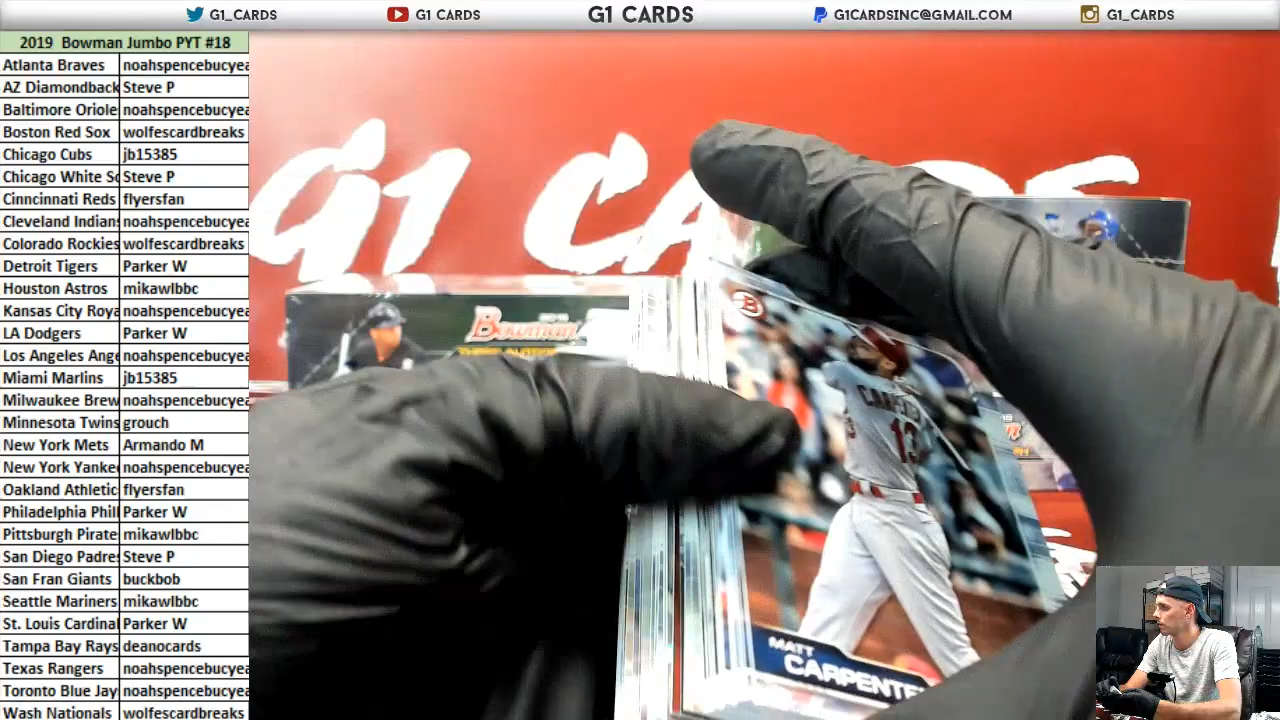 G1_CARDS G1 CARDS G1 CARDS G1CARDSINC@GMAIL.COM G1_CARDS
2019 Bowman Jumbo PYT #18
Atlanta Braves noahspencebucyea
AZ Diamondback Steve P
Baltimore Oriole noahspencebucyea
Boston Red Sox wolfescardbreaks
Chicago Cubs jb15385
Chicago White So Steve P
Cinncinnati Reds flyersfan
Cleveland Indians noahspencebucyea
Colorado Rockies wolfescardbreaks
Detroit Tigers Parker W
Houston Astros mikawlbbc
Kansas City Roya noahspencebucyea
LA Dodgers Parker W
Los Angeles Ange noahspencebucyea
Miami Marlins jb15385
Milwaukee Brew noahspencebucyea
Minnesota Twins grouch
New York Mets Armando M
New York Yankee noahspencebucyea
Oakland Athletic flyersfan
Philadelphia Phill Parker W
Pittsburgh Pirate mikawlbbc
San Diego Padre Steve P
San Fran Giants buckbob
Seattle Mariners mikawlbbc
St. Louis Cardinal Parker W
Tampa Bay Rays deanocards
Texas Rangers noahspencebucyea
Toronto Blue Jay noahspencebucyea
Wash Nationals wolfescardbreaks
G1 CA
Bowman
B
13
MATT
CARPENTE